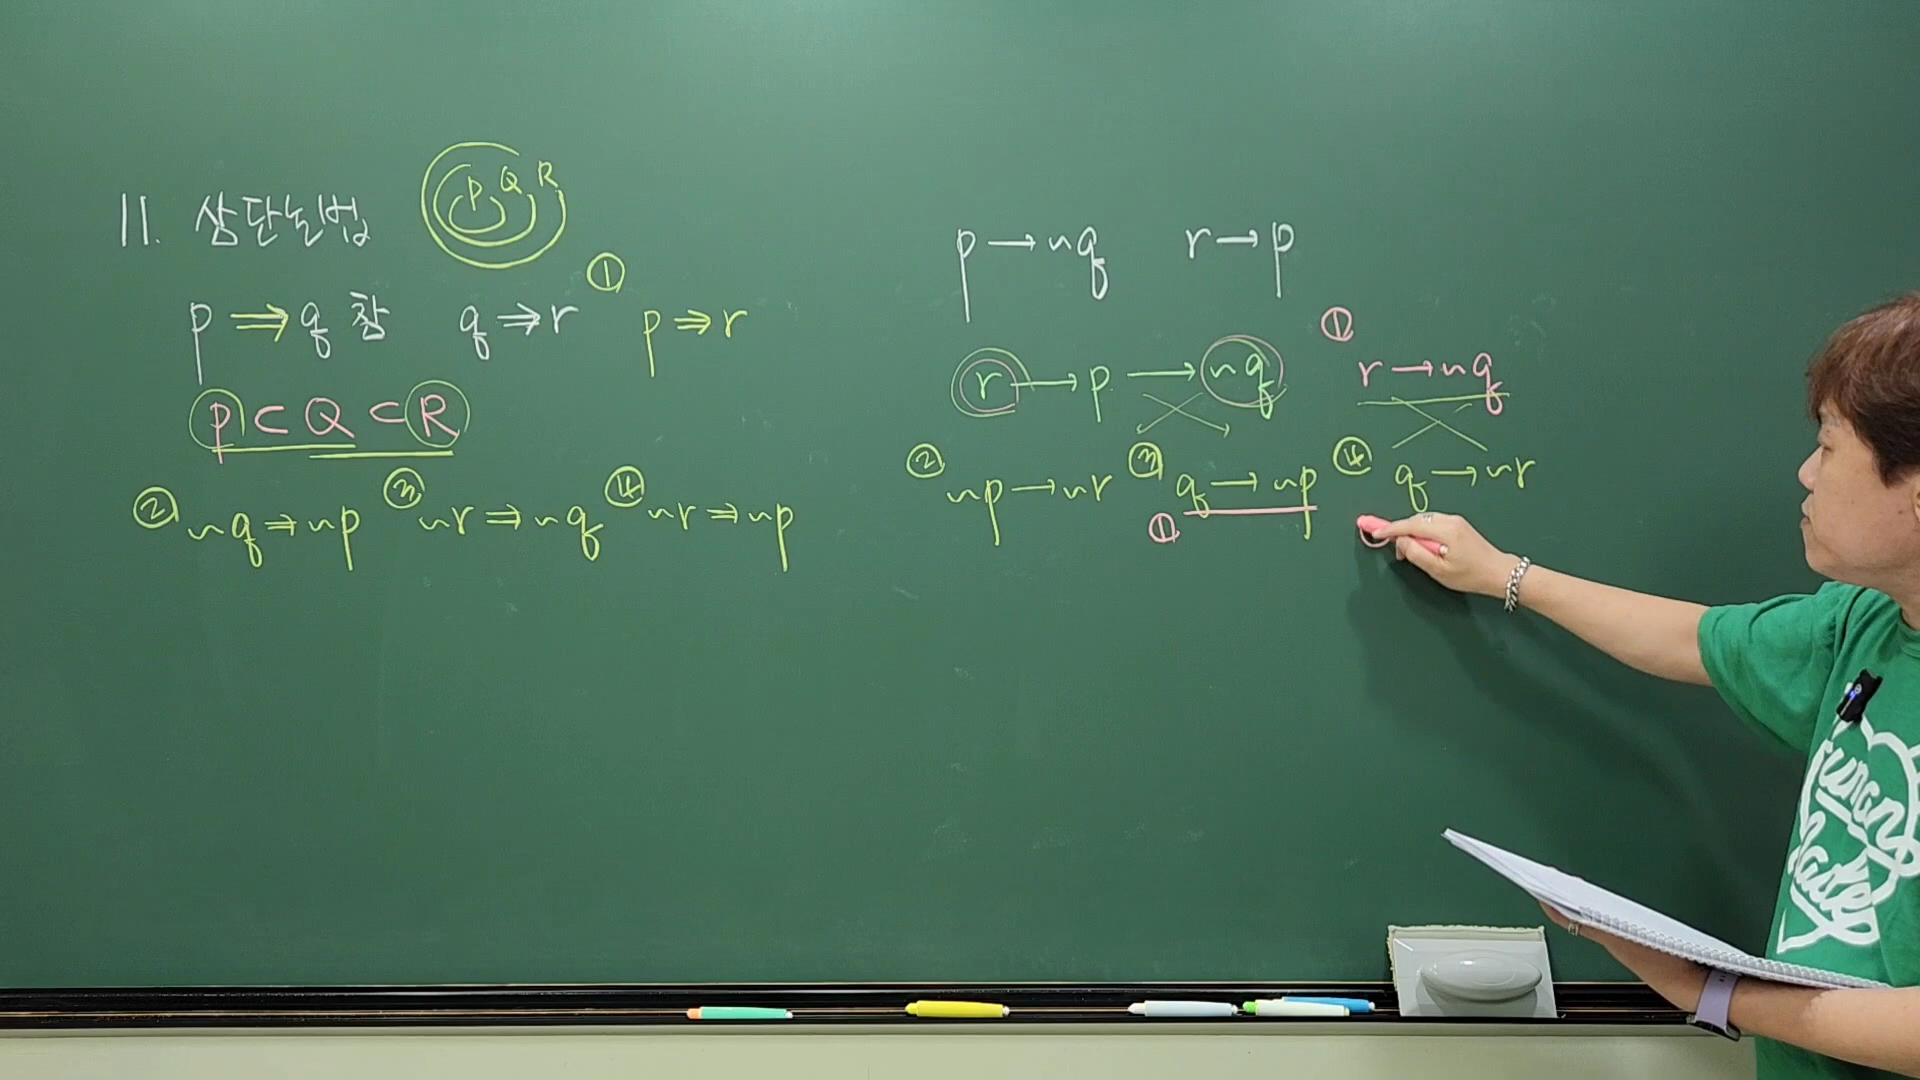 11. 삼단논법
P Q R
p ⇒ q 참 q ⇒ r ① p ⇒ r
P ⊂ Q ⊂ R
② ~q ⇒ ~p ③ ~r ⇒ ~q ④ ~r ⇒ ~p
p → ~q r → p
r → p → ~q ① r → ~q
② ~p → ~r ③ q → ~p ④ q → ~r
①